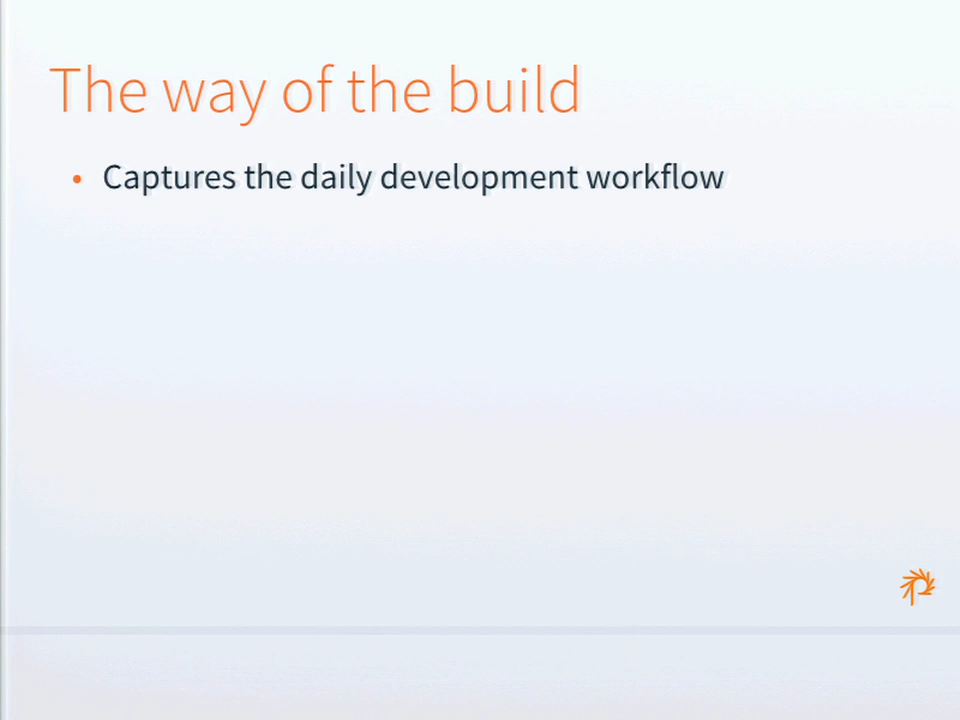 The way of the build
• Captures the daily development workflow